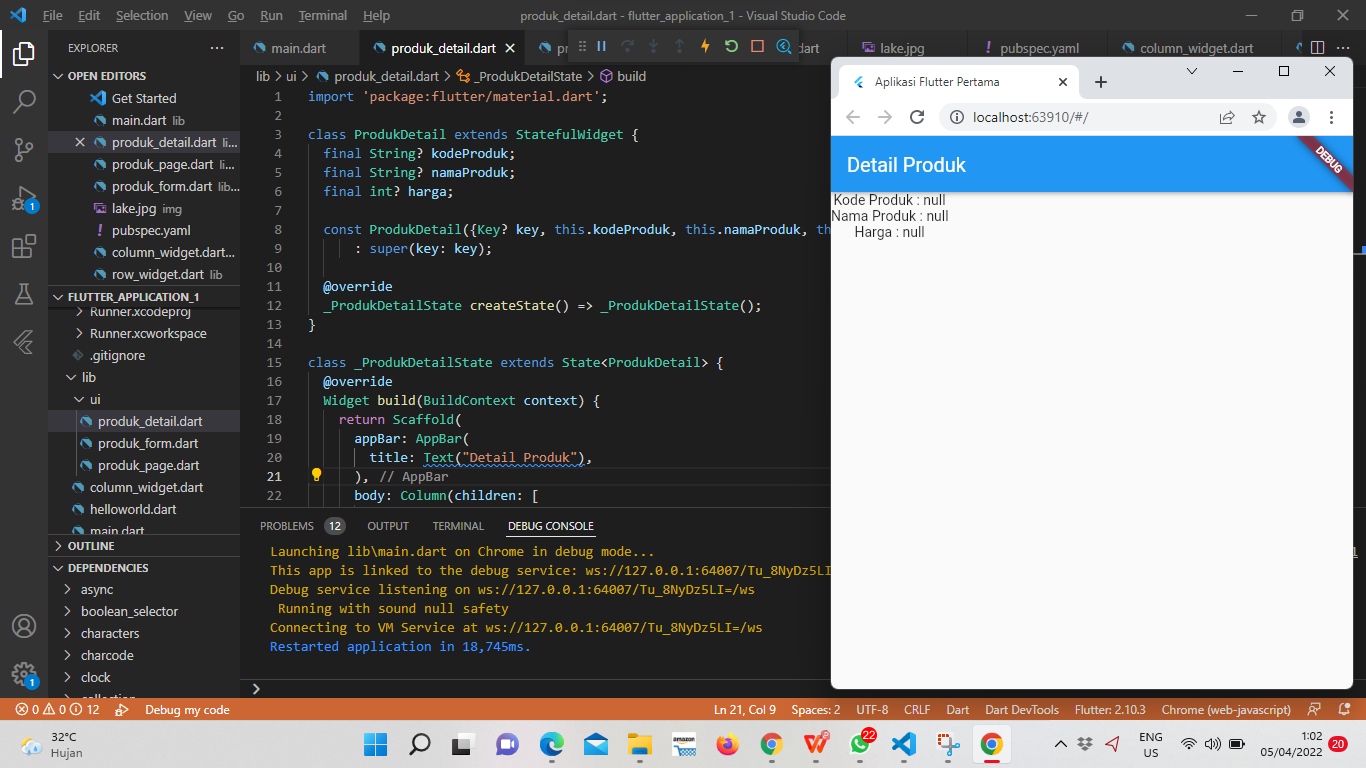 File Edit Selection View Go Run Terminal Help
produk_detail.dart - flutter_application_1 - Visual Studio Code
EXPLORER
OPEN EDITORS
Get Started
main.dart lib
produk_detail.dart li...
produk_page.dart li...
produk_form.dart lib...
lake.jpg img
pubspec.yaml
column_widget.dart...
row_widget.dart lib
FLUTTER_APPLICATION_1
Runner.xcodeproj
Runner.xcworkspace
.gitignore
lib
ui
produk_detail.dart
produk_form.dart
produk_page.dart
column_widget.dart
helloworld.dart
main.dart
OUTLINE
DEPENDENCIES
async
boolean_selector
characters
charcode
clock
collection
1
1
main.dart
produk_detail.dart
lake.jpg
pubspec.yaml
column_widget.dart
lib > ui > produk_detail.dart > _ProdukDetailState > build
1 import 'package:flutter/material.dart';
2
3 class ProdukDetail extends StatefulWidget {
4 final String? kodeProduk;
5 final String? namaProduk;
6 final int? harga;
7
8 const ProdukDetail({Key? key, this.kodeProduk, this.namaProduk, th
9 : super(key: key);
10
11 @override
12 _ProdukDetailState createState() => _ProdukDetailState();
13 }
14
15 class _ProdukDetailState extends State<ProdukDetail> {
16 @override
17 Widget build(BuildContext context) {
18 return Scaffold(
19 appBar: AppBar(
20 title: Text("Detail Produk"),
21 ), // AppBar
22 body: Column(children: [
PROBLEMS 12 OUTPUT TERMINAL DEBUG CONSOLE
Launching lib\main.dart on Chrome in debug mode...
This app is linked to the debug service: ws://127.0.0.1:64007/Tu_8NyDz5LI
Debug service listening on ws://127.0.0.1:64007/Tu_8NyDz5LI=/ws
Running with sound null safety
Connecting to VM Service at ws://127.0.0.1:64007/Tu_8NyDz5LI=/ws
Restarted application in 18,745ms.
Aplikasi Flutter Pertama
localhost:63910/#/
Detail Produk
DEBUG
Kode Produk : null
Nama Produk : null
Harga : null
0 0 12 Debug my code
Ln 21, Col 9 Spaces: 2 UTF-8 CRLF Dart Dart DevTools Flutter: 2.10.3 Chrome (web-javascript)
32°C
Hujan
amazon
22
ENG
US
1:02
05/04/2022
20